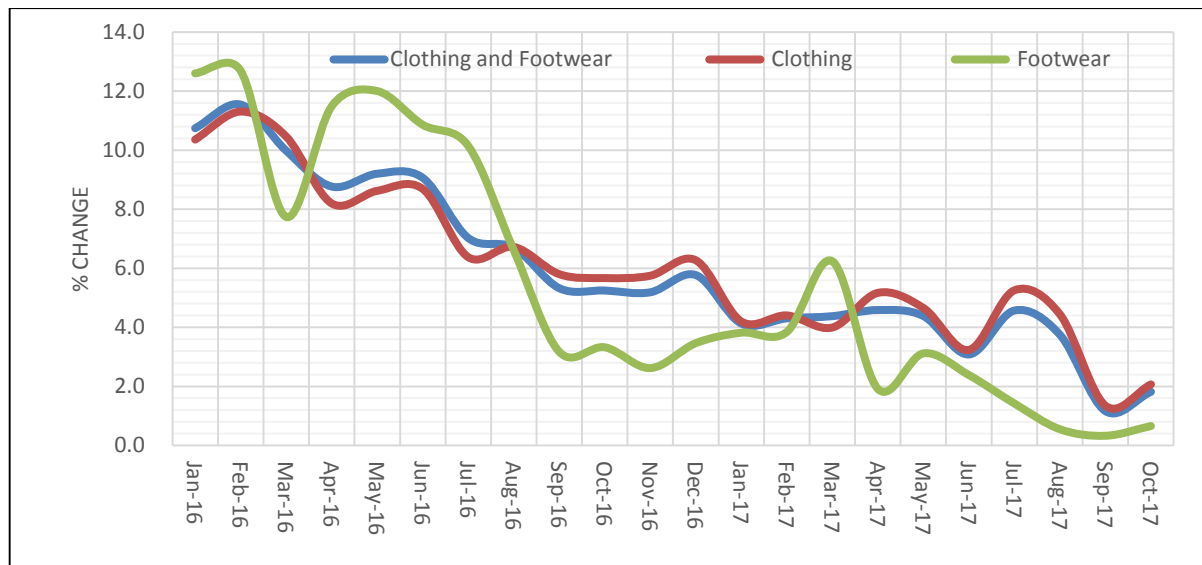 14.0
Clothing and Footwear Clothing Footwear
12.0
10.0
8.0
6.0
4.0
2.0
0.0
% CHANGE
Jan-16
Feb-16
Mar-16
Apr-16
May-16
Jun-16
Jul-16
Aug-16
Sep-16
Oct-16
Nov-16
Dec-16
Jan-17
Feb-17
Mar-17
Apr-17
May-17
Jun-17
Jul-17
Aug-17
Sep-17
Oct-17